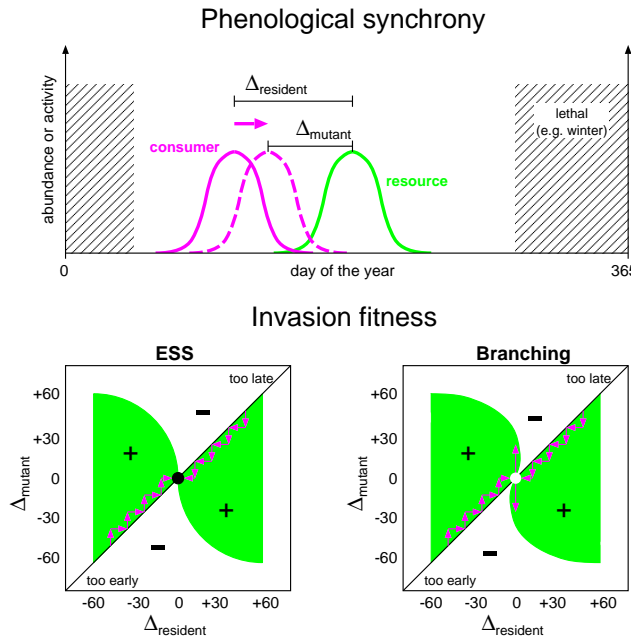 Phenological synchrony
abundance or activity
Δresident
Δmutant
consumer
resource
lethal
(e.g. winter)
0
day of the year
365
Invasion fitness
ESS
Branching
too late
too late
+60
+30
0
-30
-60
Δmutant
+
+
−
−
too early
-60
-30
0
+30
+60
Δresident
+60
+30
0
-30
-60
Δmutant
+
+
−
−
too early
-60
-30
0
+30
+60
Δresident